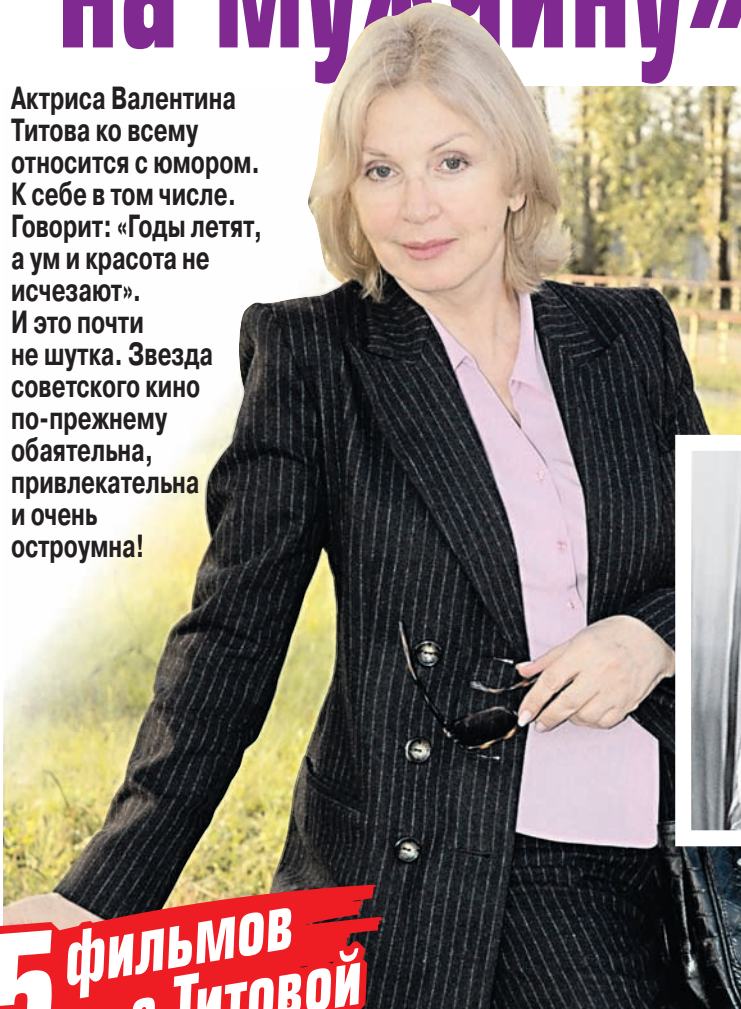 на мужчину»
Актриса Валентина
Титова ко всему
относится с юмором.
К себе в том числе.
Говорит: «Годы летят,
а ум и красота не
исчезают».
И это почти
не шутка. Звезда
советского кино
по-прежнему
обаятельна,
привлекательна
и очень
остроумна!
5 фильмов
с Титовой